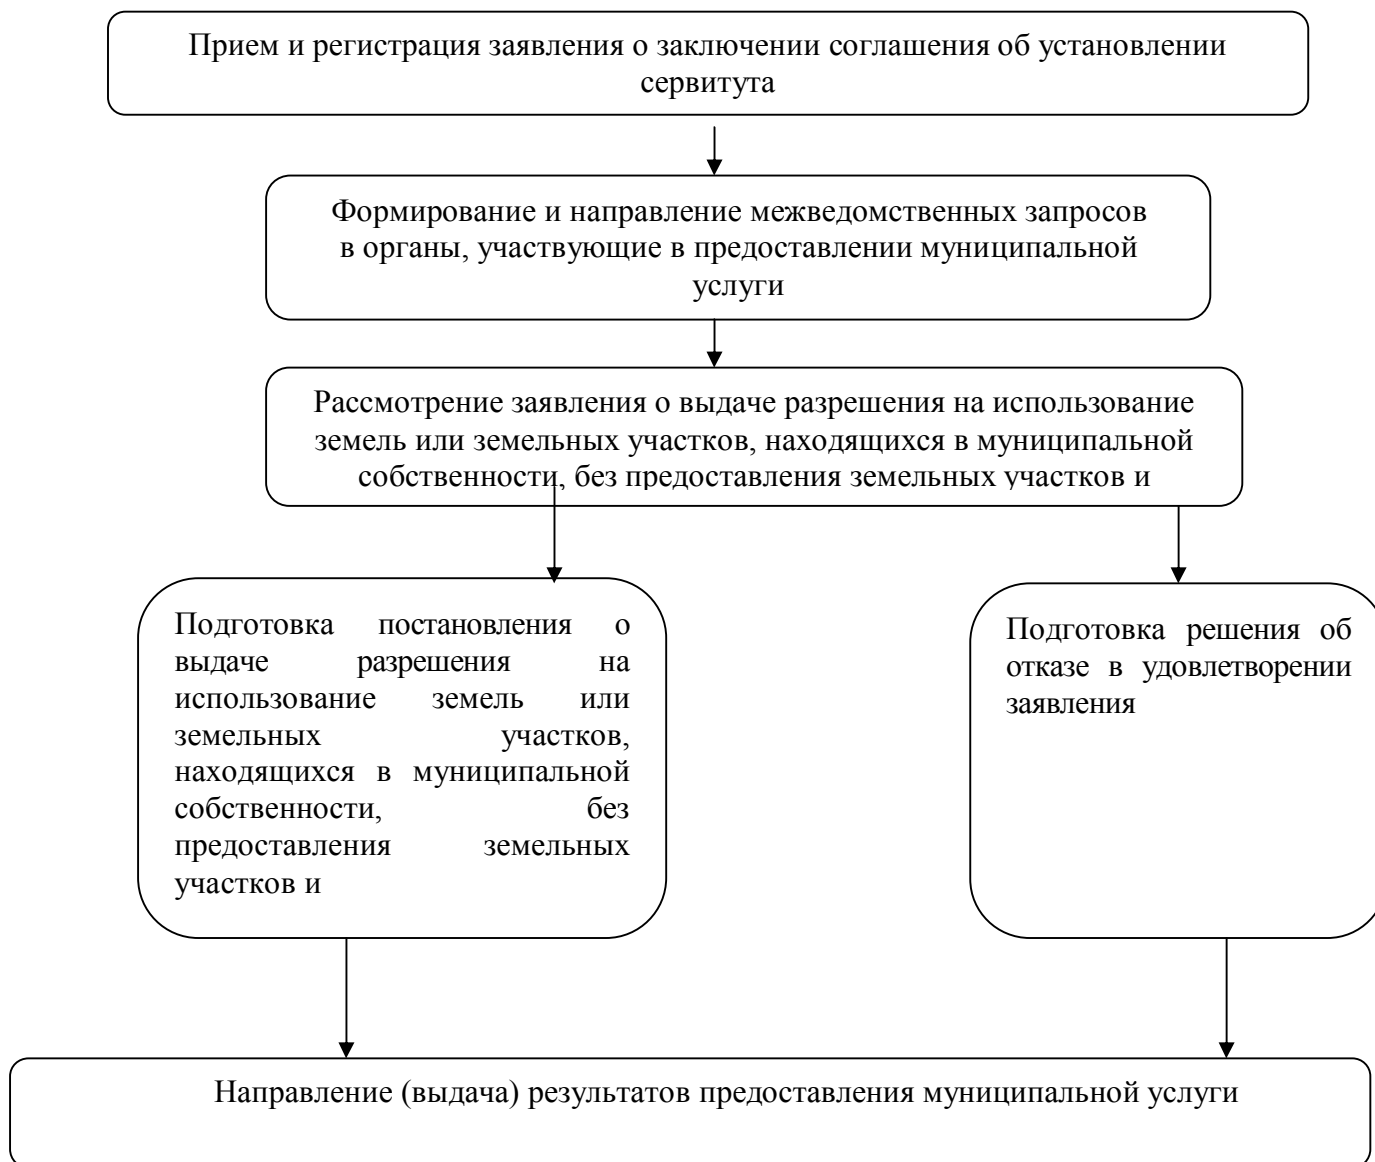 Прием и регистрация заявления о заключении соглашения об установлении
сервитута
Формирование и направление межведомственных запросов
в органы, участвующие в предоставлении муниципальной
услуги
Рассмотрение заявления о выдаче разрешения на использование
земель или земельных участков, находящихся в муниципальной
собственности, без предоставления земельных участков и
Подготовка постановления о
выдаче разрешения на
использование земель или
земельных участков,
находящихся в муниципальной
собственности, без
предоставления земельных
участков и
Подготовка решения об
отказе в удовлетворении
заявления
Направление (выдача) результатов предоставления муниципальной услуги